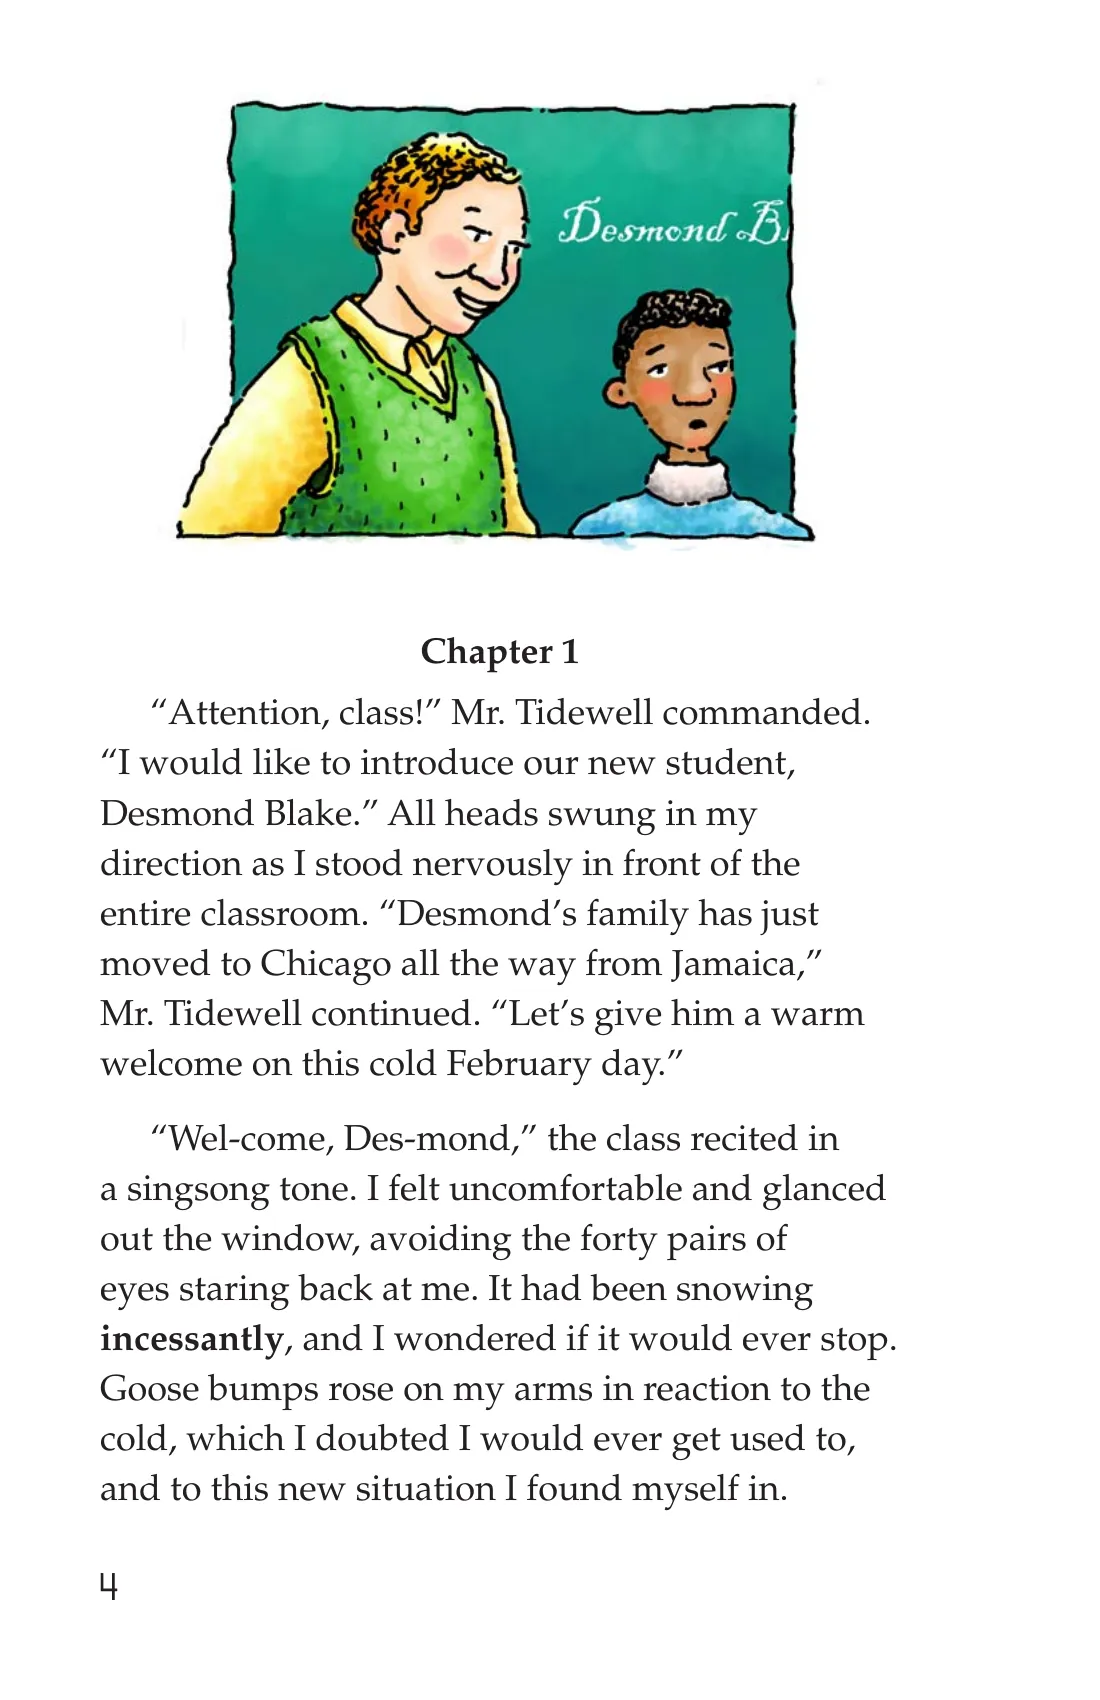 Desmond B
Chapter 1
“Attention, class!” Mr. Tidewell commanded.
“I would like to introduce our new student,
Desmond Blake.” All heads swung in my
direction as I stood nervously in front of the
entire classroom. “Desmond’s family has just
moved to Chicago all the way from Jamaica,”
Mr. Tidewell continued. “Let’s give him a warm
welcome on this cold February day.”
“Wel-come, Des-mond,” the class recited in
a singsong tone. I felt uncomfortable and glanced
out the window, avoiding the forty pairs of
eyes staring back at me. It had been snowing
incessantly, and I wondered if it would ever stop.
Goose bumps rose on my arms in reaction to the
cold, which I doubted I would ever get used to,
and to this new situation I found myself in.
4